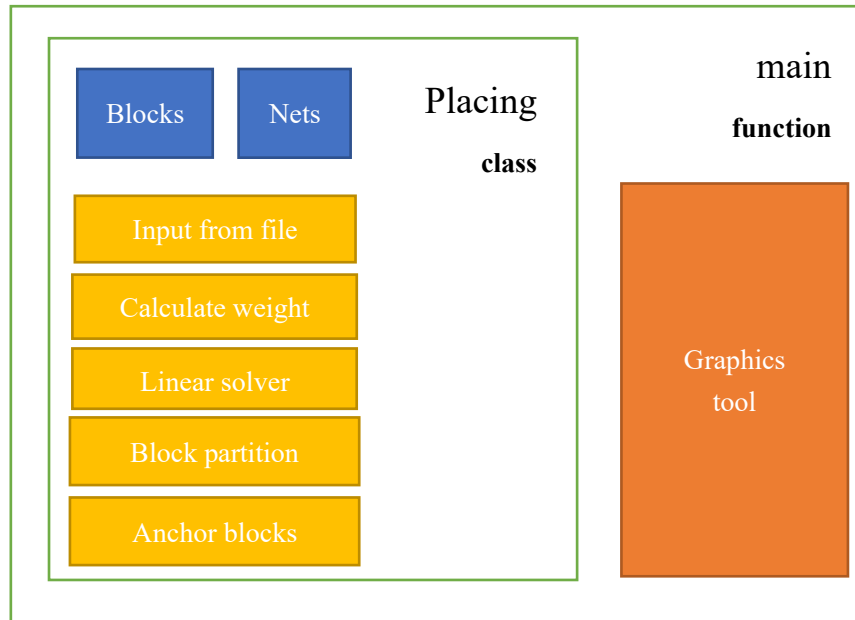 main
function
Placing
class
Blocks
Nets
Input from file
Calculate weight
Linear solver
Block partition
Anchor blocks
Graphics
tool